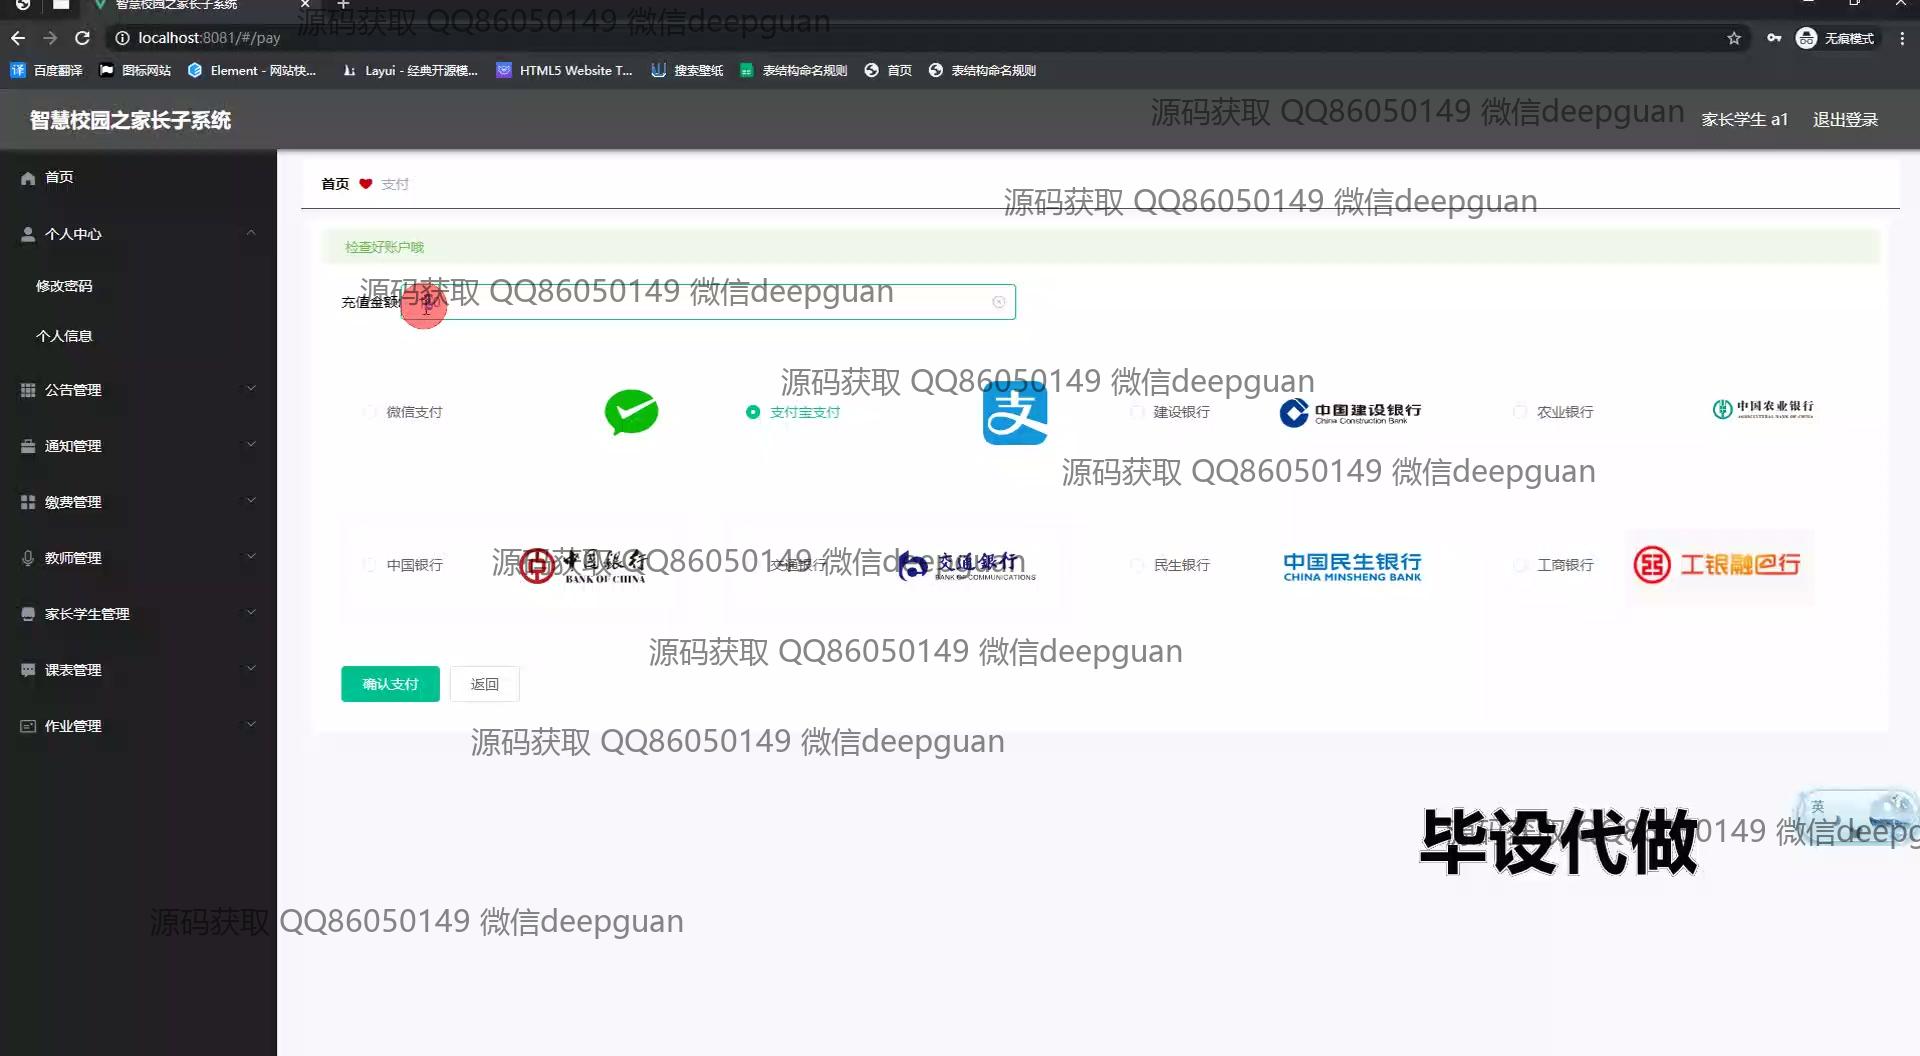 智慧校园之家长子系统
源码获取 QQ86050149 微信deepguan
localhost:8081/#/pay
无痕模式
百度翻译
图标网站
Element - 网站快...
Layui - 经典开源模...
HTML5 Website T...
搜索壁纸
表结构命名规则
首页
表结构命名规则
智慧校园之家长子系统
源码获取 QQ86050149 微信deepguan
家长学生 a1
退出登录
首页
个人中心
修改密码
个人信息
公告管理
通知管理
缴费管理
教师管理
家长学生管理
课表管理
作业管理
首页 支付
源码获取 QQ86050149 微信deepguan
检查好账户哦
源码获取 QQ86050149 微信deepguan
充值金额
源码获取 QQ86050149 微信deepguan
微信支付
支付宝支付
支
建设银行
中国建设银行
China Construction Bank
农业银行
中国农业银行
AGRICULTURAL BANK OF CHINA
源码获取 QQ86050149 微信deepguan
中国银行
中国银行
BANK OF CHINA
源码获取 QQ86050149 微信deepguan
交通银行
交通银行
BANK OF COMMUNICATIONS
民生银行
中国民生银行
CHINA MINSHENG BANK
工商银行
工银融e行
源码获取 QQ86050149 微信deepguan
确认支付
返回
源码获取 QQ86050149 微信deepguan
英
毕设代做
源码获取 QQ86050149 微信deepg
源码获取 QQ86050149 微信deepguan